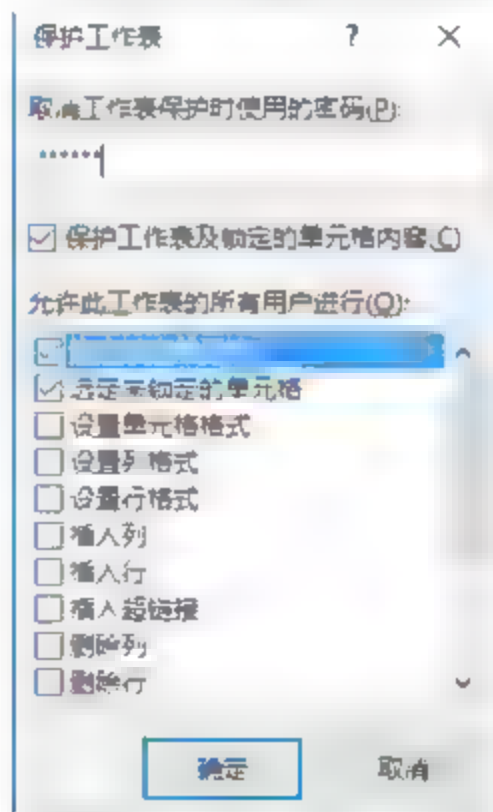 保护工作表 ? ×
取消工作表保护时使用的密码(P):
******
保护工作表及锁定的单元格内容(C)
允许此工作表的所有用户进行(O):
选定未锁定的单元格
设置单元格格式
设置列格式
设置行格式
插入列
插入行
插入超链接
删除列
删除行
确定 取消